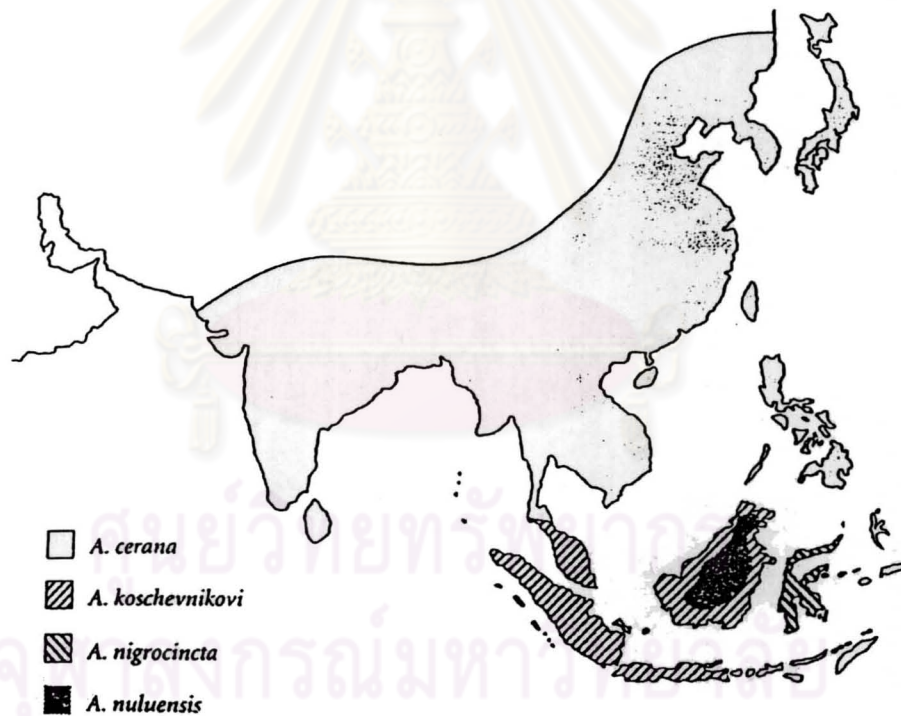 ศูนย์วิทยทรัพยากร
A. cerana
A. koschevnikovi
จุฬาลงกรณ์มหาวิทยาลัย
A. nigrocincta
A. nuluensis